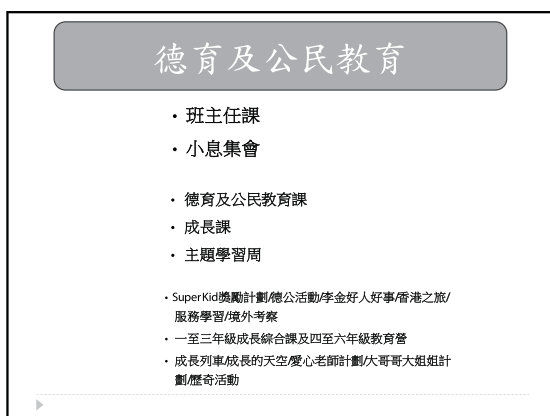 德育及公民教育
• 班主任課
• 小息集會
• 德育及公民教育課
• 成長課
• 主題學習周
• SuperKid獎勵計劃/德公活動/李金好人好事/香港之旅/
服務學習/境外考察
• 一至三年級成長綜合課及四至六年級教育營
• 成長列車/成長的天空/愛心老師計劃/大哥哥大姐姐計
劃/歷奇活動